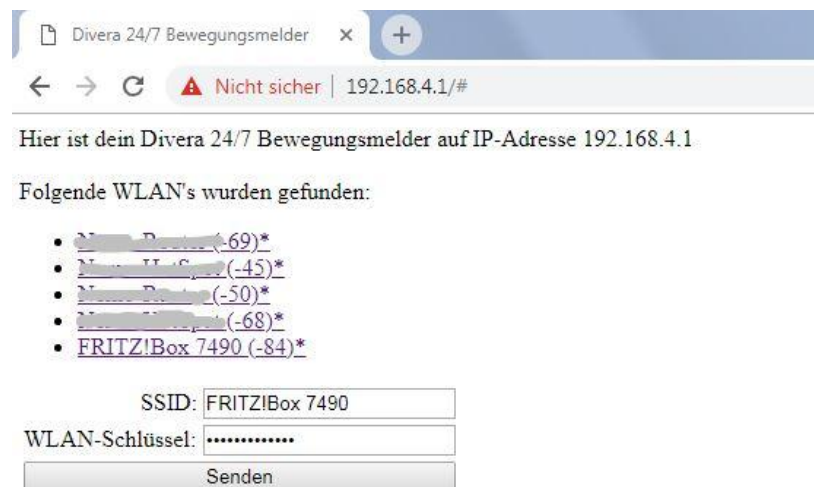 Divera 24/7 Bewegungsmelder
Nicht sicher | 192.168.4.1/#
Hier ist dein Divera 24/7 Bewegungsmelder auf IP-Adresse 192.168.4.1
Folgende WLAN's wurden gefunden:
(-69)*
(-45)*
(-50)*
(-68)*
FRITZ!Box 7490 (-84)*
SSID: FRITZ!Box 7490
WLAN-Schlüssel: •••••••••••••
Senden